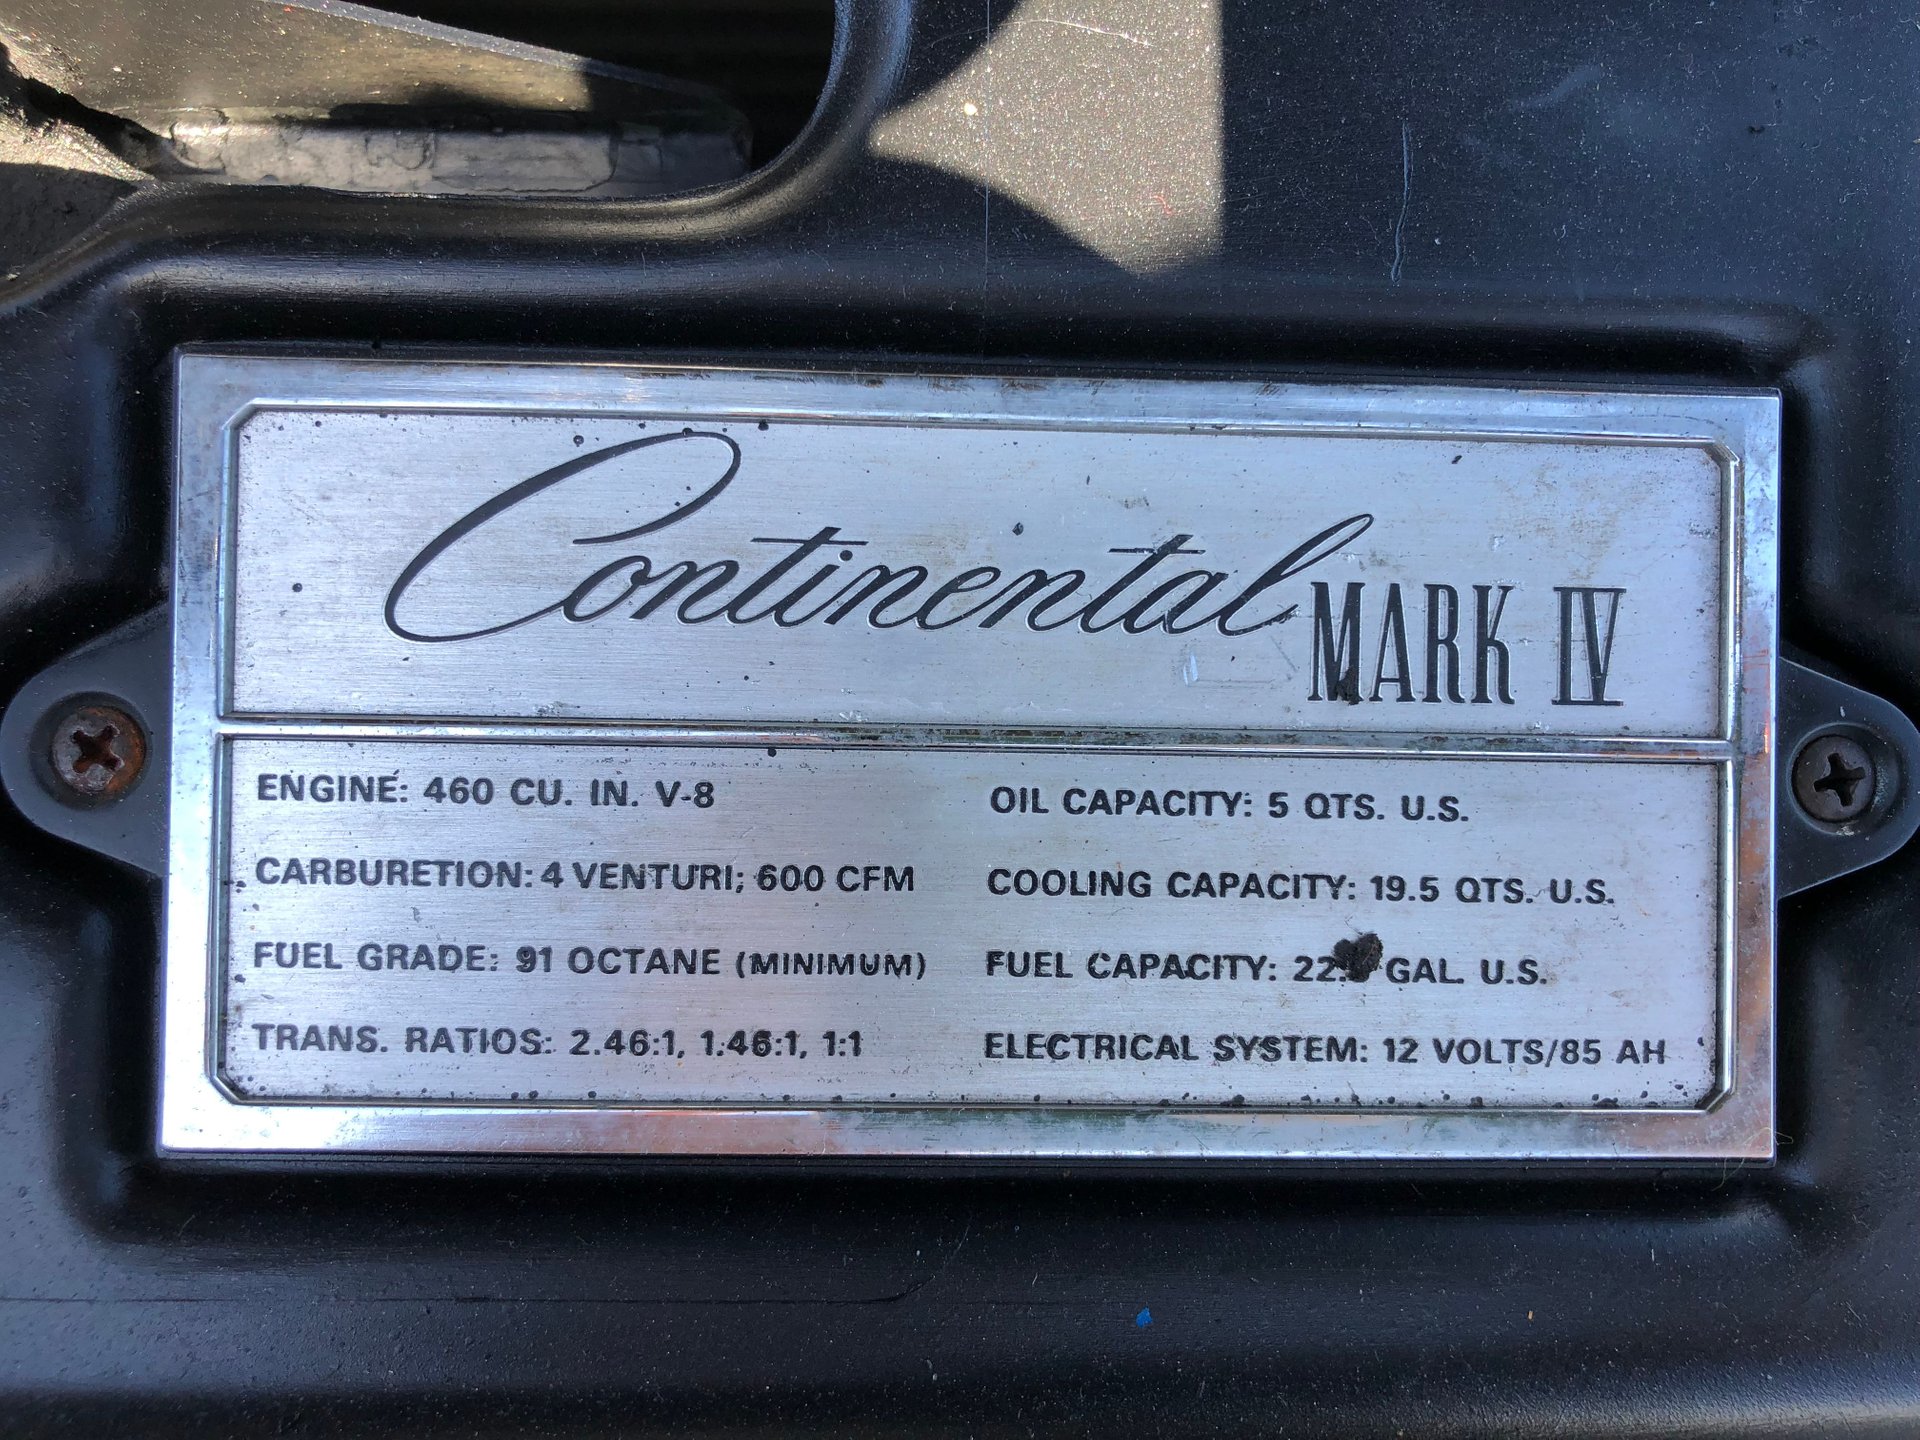 Continental MARK IV
ENGINE: 460 CU. IN. V-8
CARBURETION: 4 VENTURI; 600 CFM
FUEL GRADE: 91 OCTANE (MINIMUM)
TRANS. RATIOS: 2.46:1, 1.46:1, 1:1
OIL CAPACITY: 5 QTS. U.S.
COOLING CAPACITY: 19.5 QTS. U.S.
FUEL CAPACITY: GAL. U.S.
ELECTRICAL SYSTEM: 12 VOLTS/85 AH